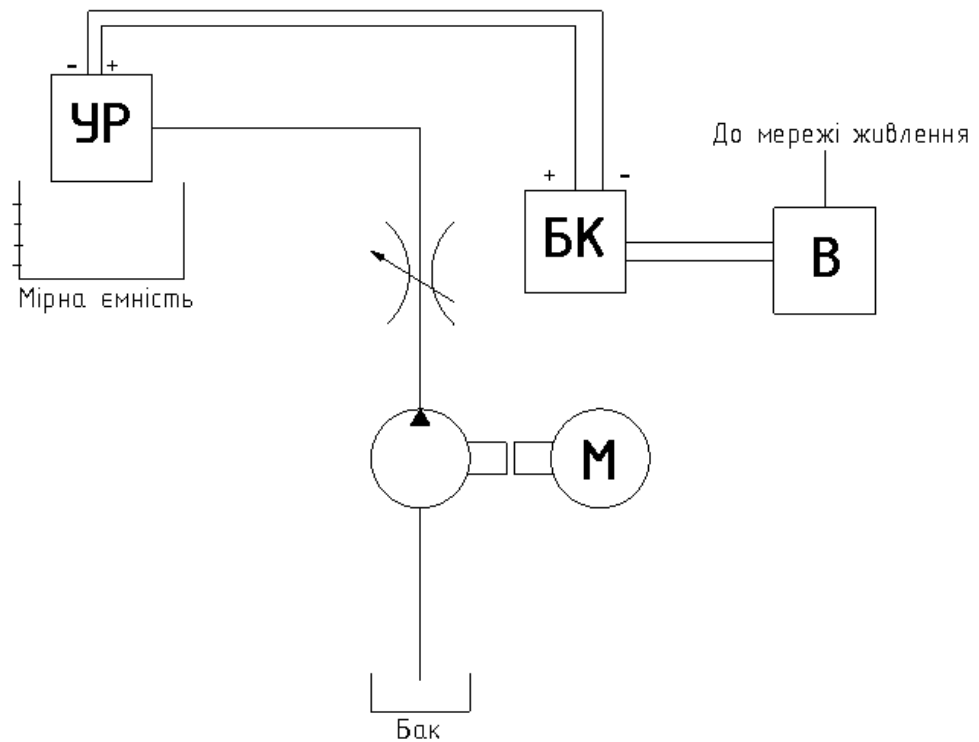 - +
УР
До мережі живлення
+ -
БК
В
Мірна ємність
М
Бак